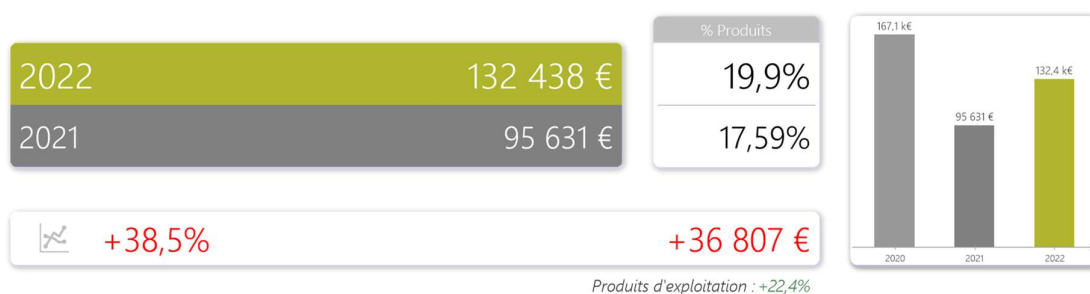 % Produits
2022 132 438 € 19,9%
2021 95 631 € 17,59%
+38,5% +36 807 €
Produits d'exploitation : +22,4%
167,1 k€
132,4 k€
95 631 €
2020 2021 2022